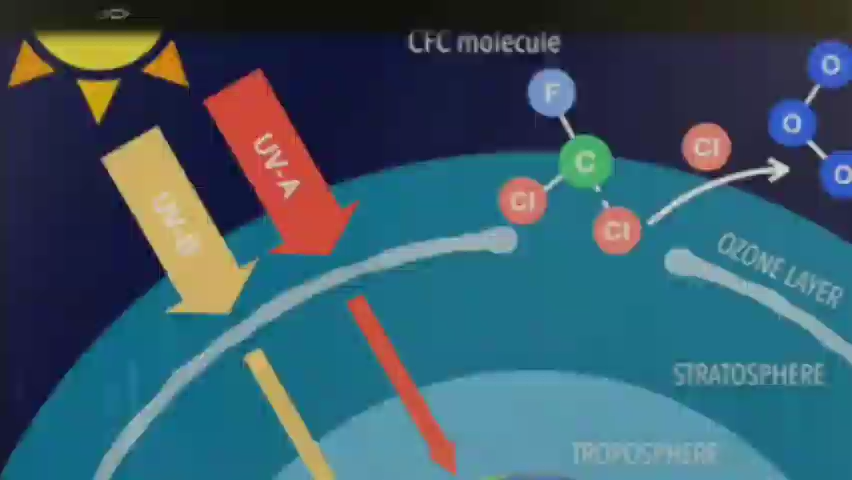 CFC molecule
F
O
O
Cl
C
O
UV-A
Cl
UV-B
Cl
OZONE LAYER
STRATOSPHERE
TROPOSPHERE